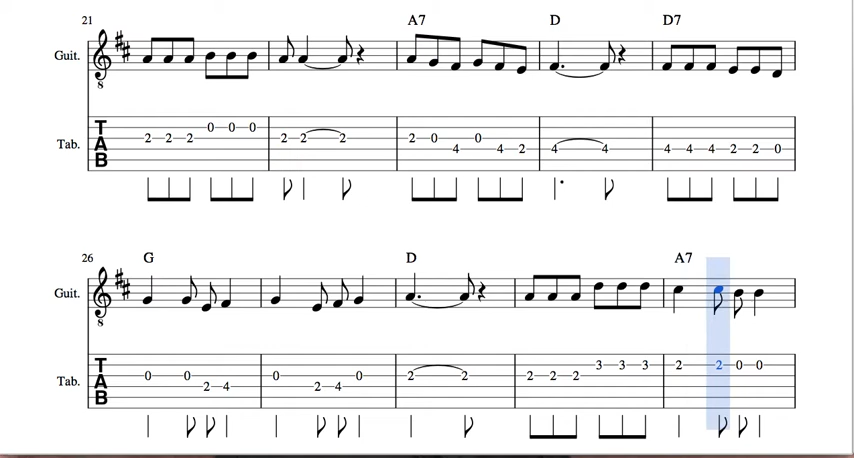 21 A7 D D7
Guit.
8
0 0 0
Tab. T A B 2 2 2 2 2 2 2 0 0
4 4 2 4 4 4 4 4 2 2 0
26 G D A7
Guit.
8
3 3 3 2 2 0 0
Tab. T A B 0 0 0 0 2 2 2 2 2
2 4 2 4